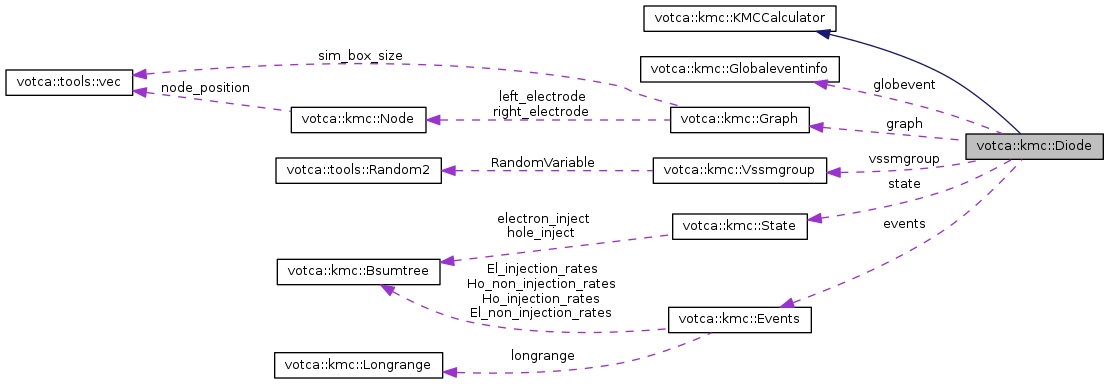 votca::kmc::KMCCalculator
sim_box_size
votca::kmc::Globaleventinfo
votca::tools::vec
node_position
globevent
left_electrode
right_electrode
votca::kmc::Node
votca::kmc::Graph
graph
votca::kmc::Diode
RandomVariable
vssmgroup
votca::tools::Random2
votca::kmc::Vssmgroup
state
electron_inject
hole_inject
votca::kmc::State
events
votca::kmc::Bsumtree
El_injection_rates
Ho_non_injection_rates
Ho_injection_rates
El_non_injection_rates
votca::kmc::Events
longrange
votca::kmc::Longrange